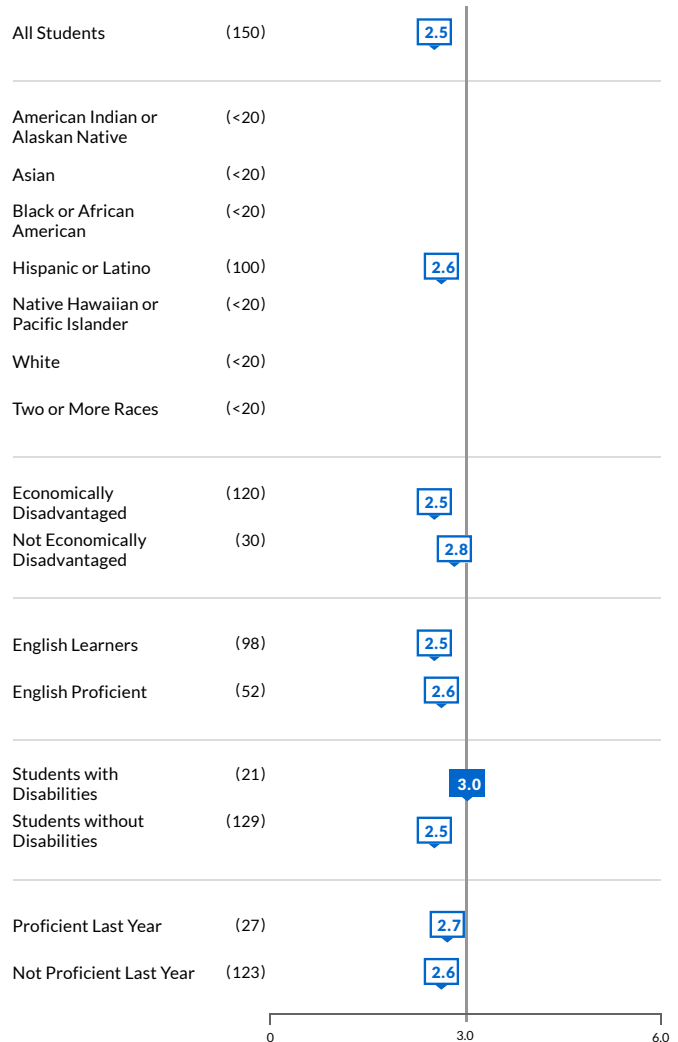 All Students (150) 2.5
American Indian or
Alaskan Native (<20)
Asian (<20)
Black or African
American (<20)
Hispanic or Latino (100) 2.6
Native Hawaiian or
Pacific Islander (<20)
White (<20)
Two or More Races (<20)
Economically
Disadvantaged (120) 2.5
Not Economically
Disadvantaged (30) 2.8
English Learners (98) 2.5
English Proficient (52) 2.6
Students with
Disabilities (21) 3.0
Students without
Disabilities (129) 2.5
Proficient Last Year (27) 2.7
Not Proficient Last Year (123) 2.6
0 3.0 6.0